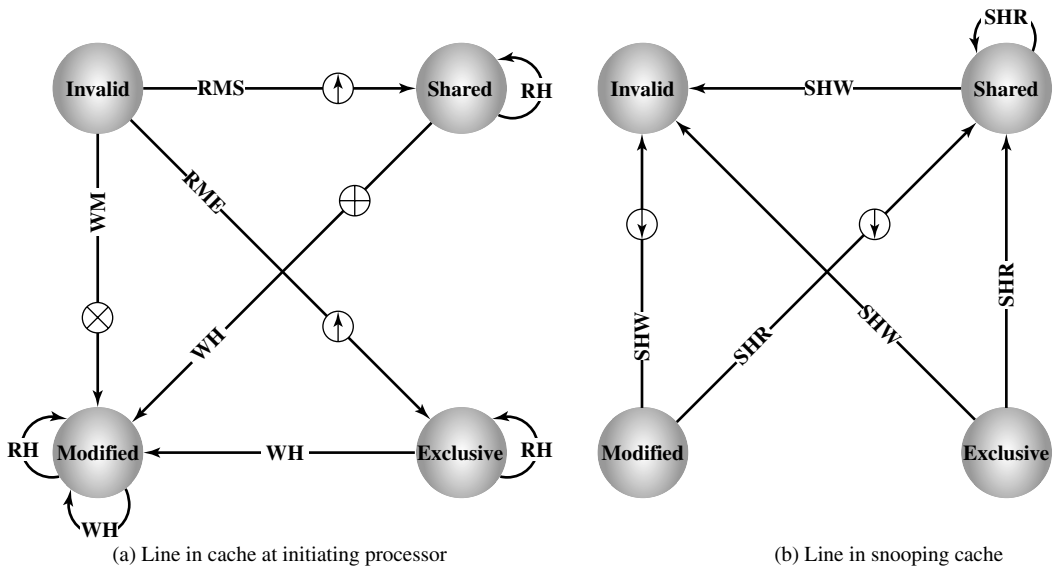 Invalid
RMS
Shared
RH
WM
RME
WH
RH
Modified
WH
WH
Exclusive
RH
(a) Line in cache at initiating processor
SHR
Invalid
SHW
Shared
SHW
SHR
SHW
SHR
Modified
Exclusive
(b) Line in snooping cache